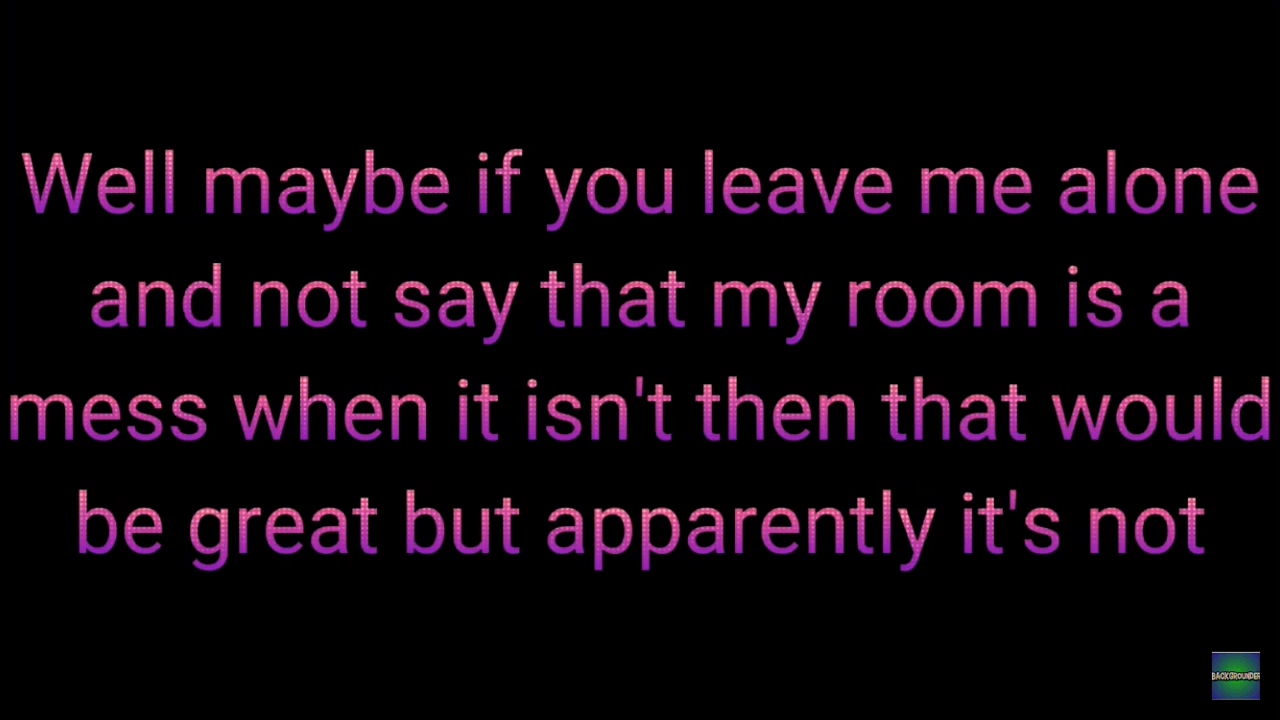 Well maybe if you leave me alone
and not say that my room is a
mess when it isn't then that would
be great but apparently it's not
BACKGROUNDER